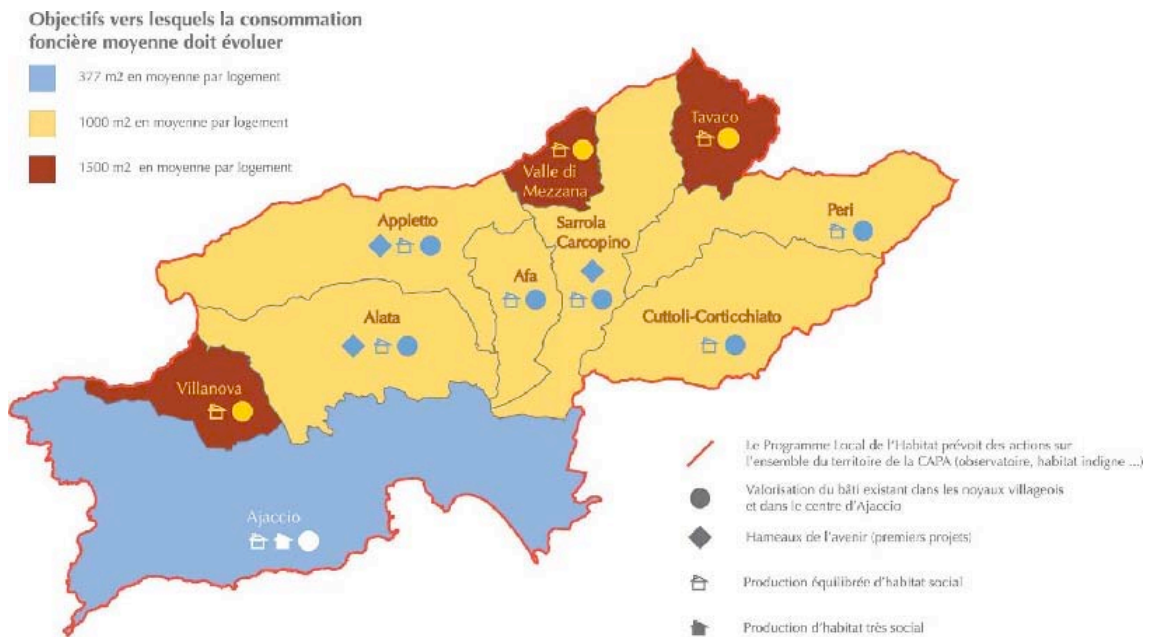 Objectifs vers lesquels la consommation
foncière moyenne doit évoluer
377 m2 en moyenne par logement
1000 m2 en moyenne par logement
1500 m2 en moyenne par logement
Tavaco
Valle di
Mezzana
Peri
Appietto
Sarrola
Carcopino
Afa
Alata
Cuttoli-Corticchiato
Villanova
Ajaccio
Le Programme Local de l'Habitat prévoit des actions sur
l'ensemble du territoire de la CAPA (observatoire, habitat indigne ...)
Valorisation du bâti existant dans les noyaux villageois
et dans le centre d'Ajaccio
Hameaux de l'avenir (premiers projets)
Production équilibrée d'habitat social
Production d'habitat très social